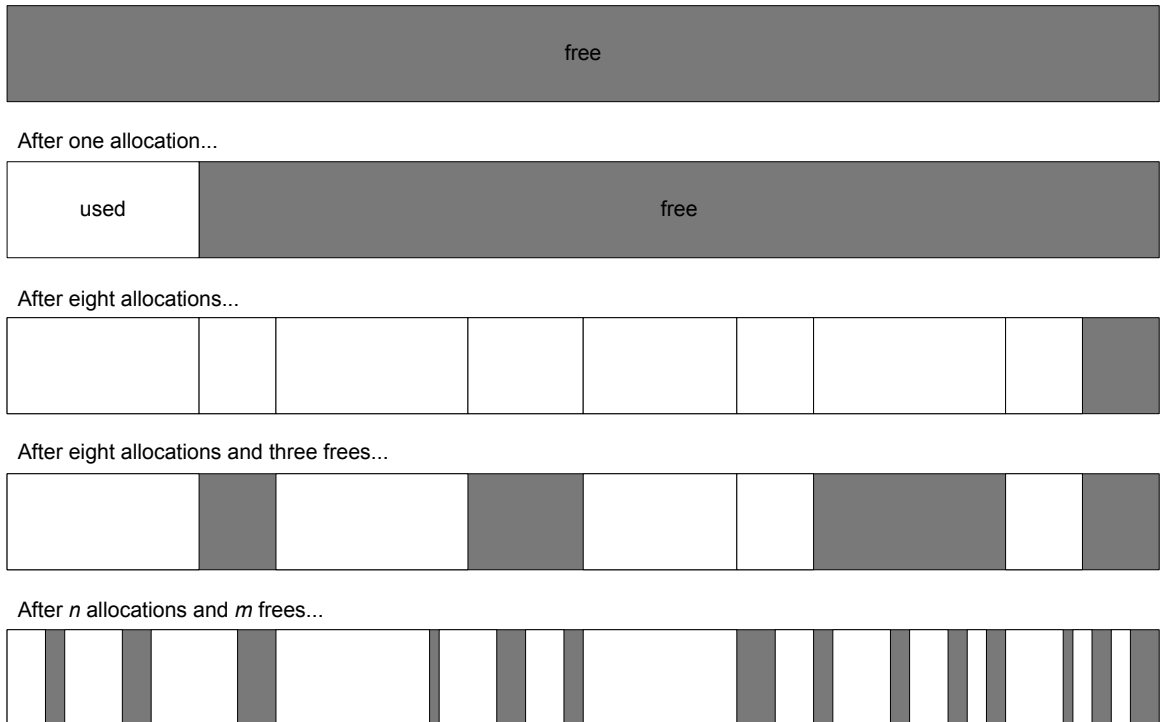 free
After one allocation...
used free
After eight allocations...
After eight allocations and three frees...
After n allocations and m frees...